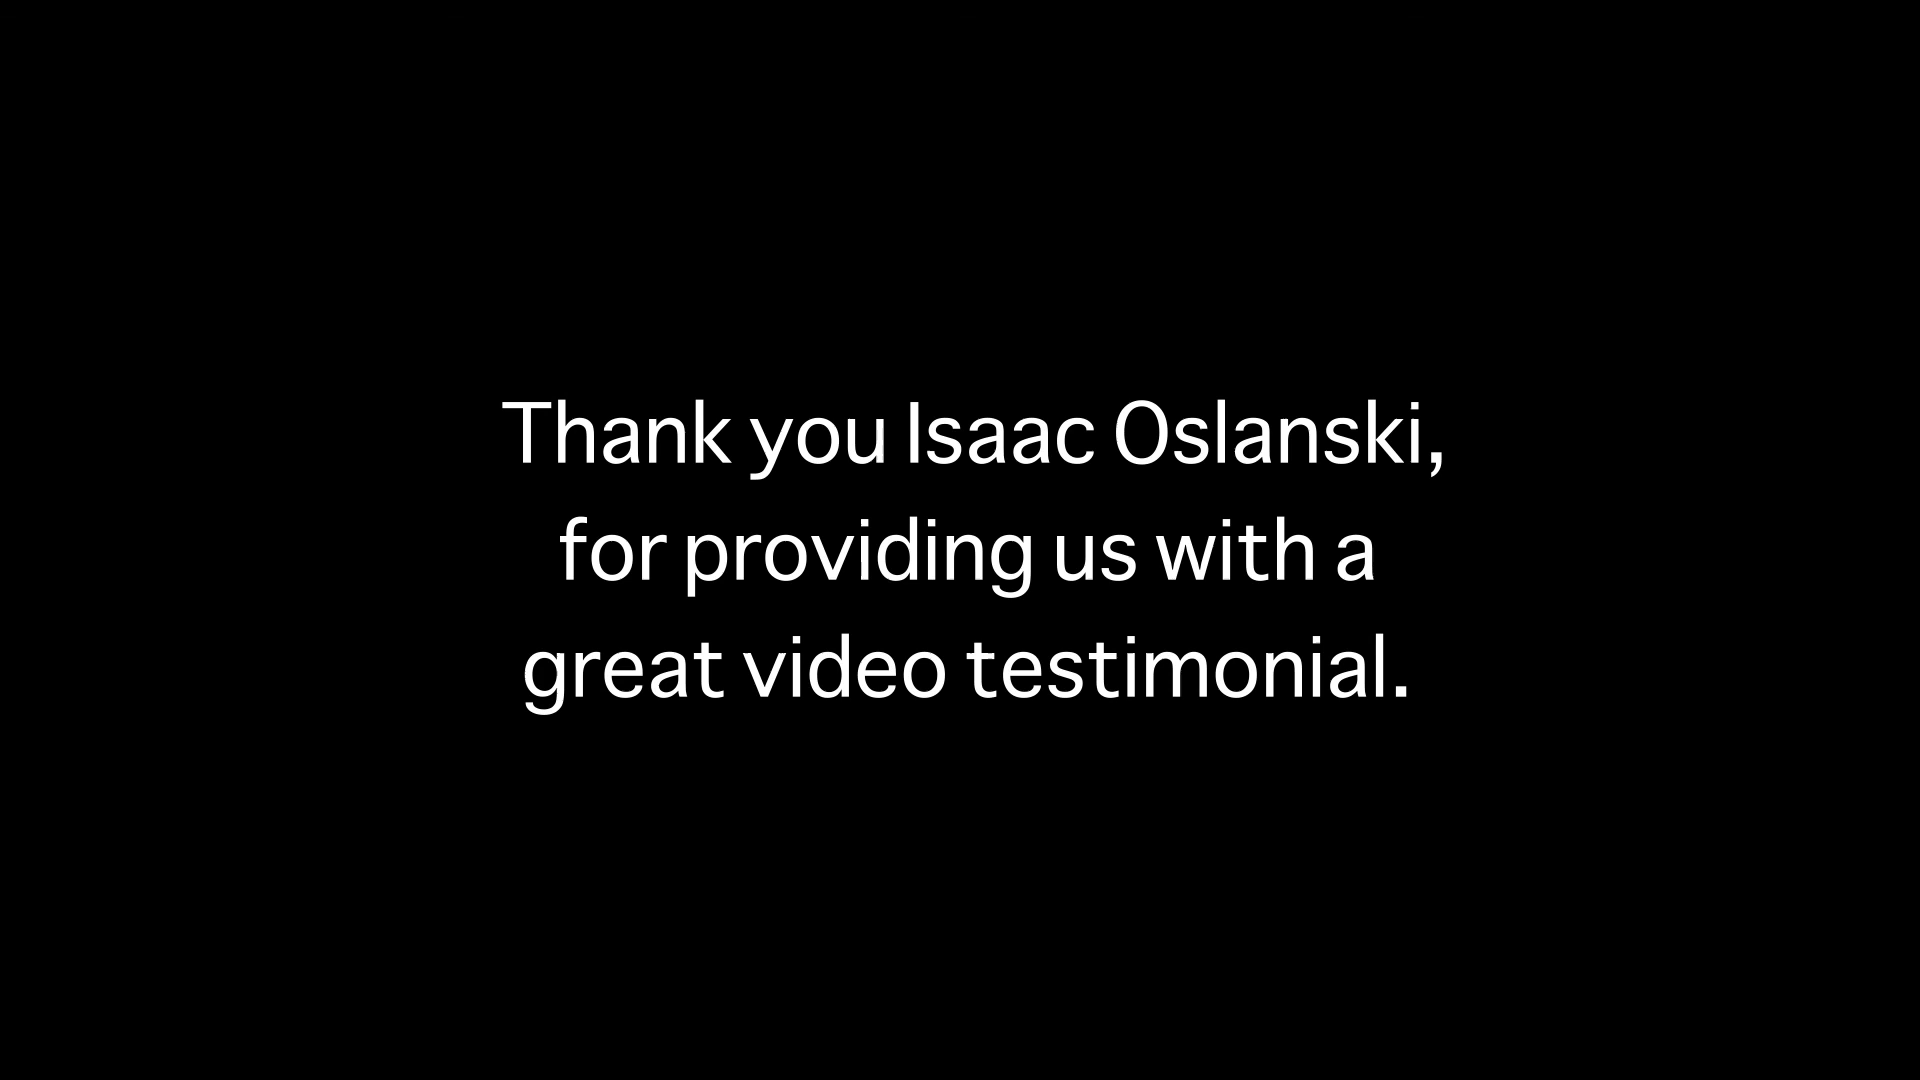 Thank you Isaac Oslanski,
for providing us with a
great video testimonial.